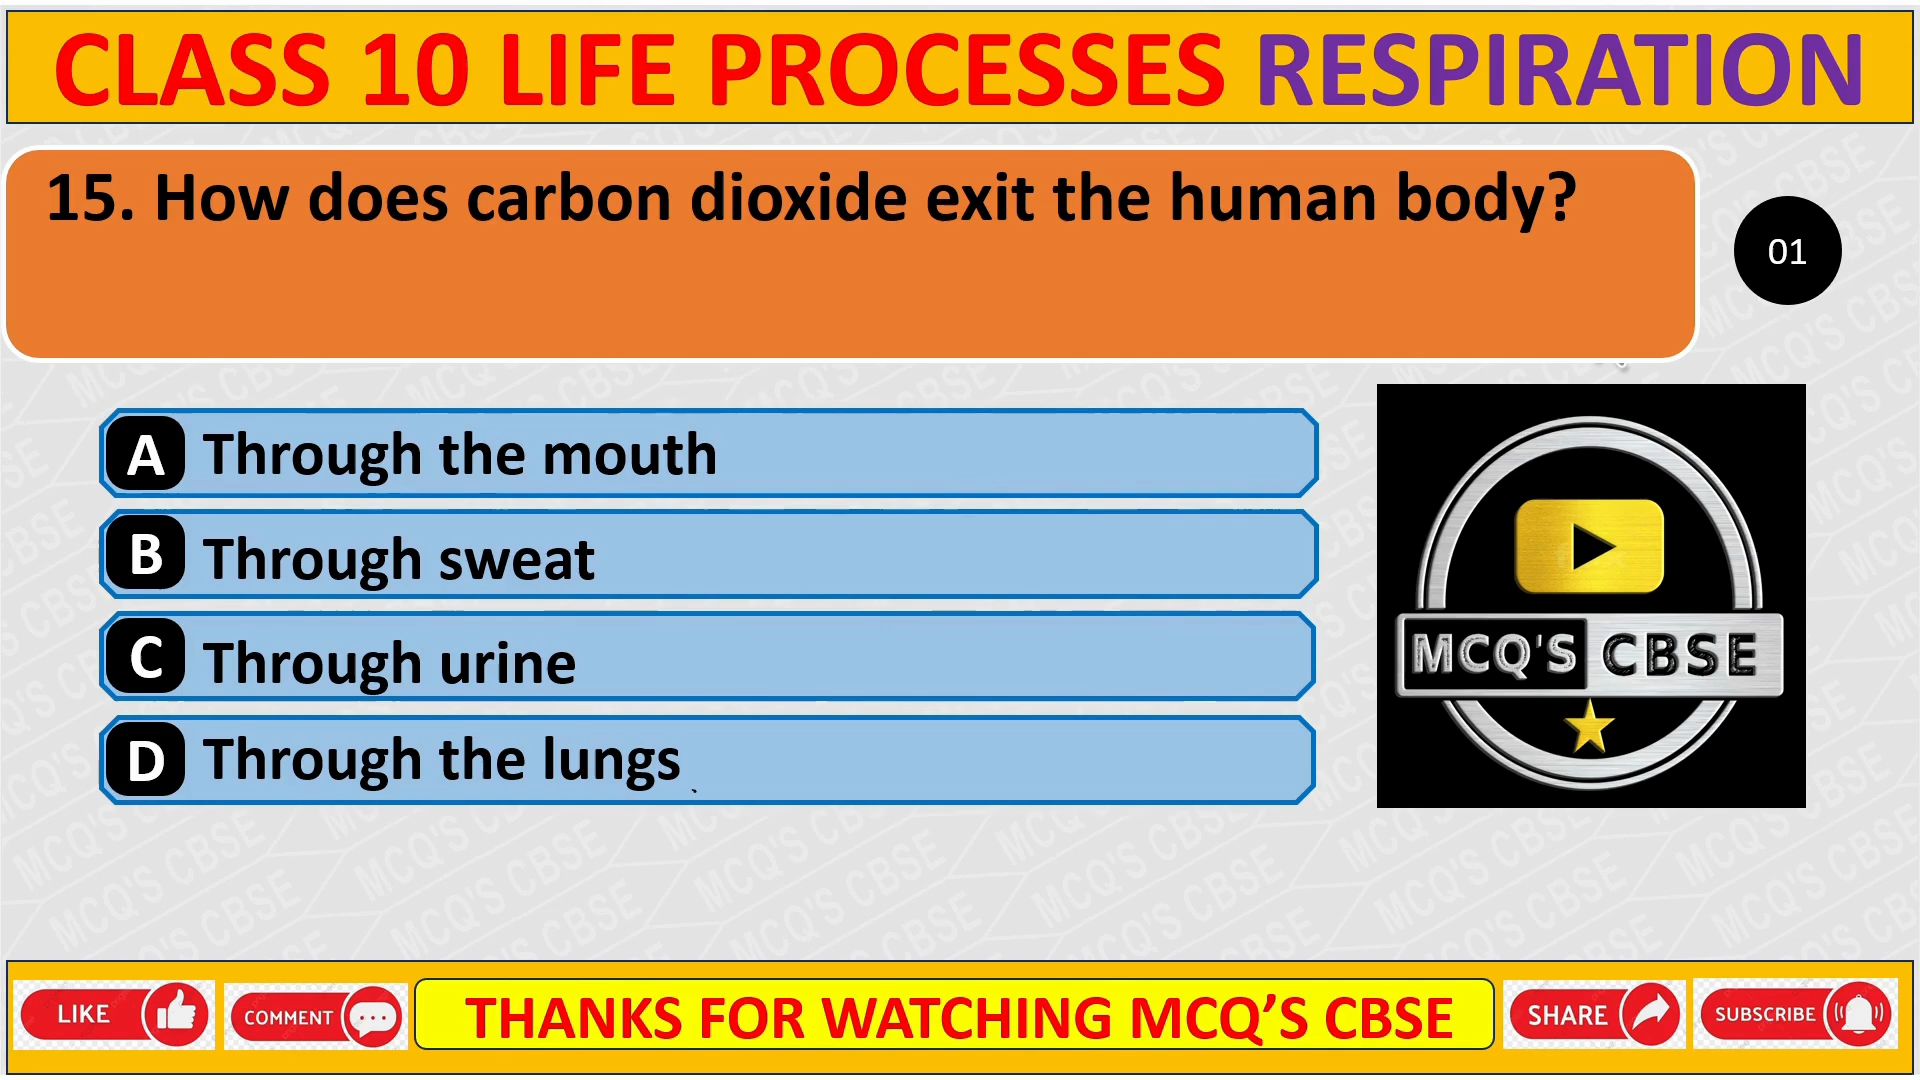 CLASS 10 LIFE PROCESSES RESPIRATION
15. How does carbon dioxide exit the human body?
01
A Through the mouth
B Through sweat
C Through urine
D Through the lungs
MCQ'S CBSE
LIKE
COMMENT
THANKS FOR WATCHING MCQ’S CBSE
SHARE
SUBSCRIBE